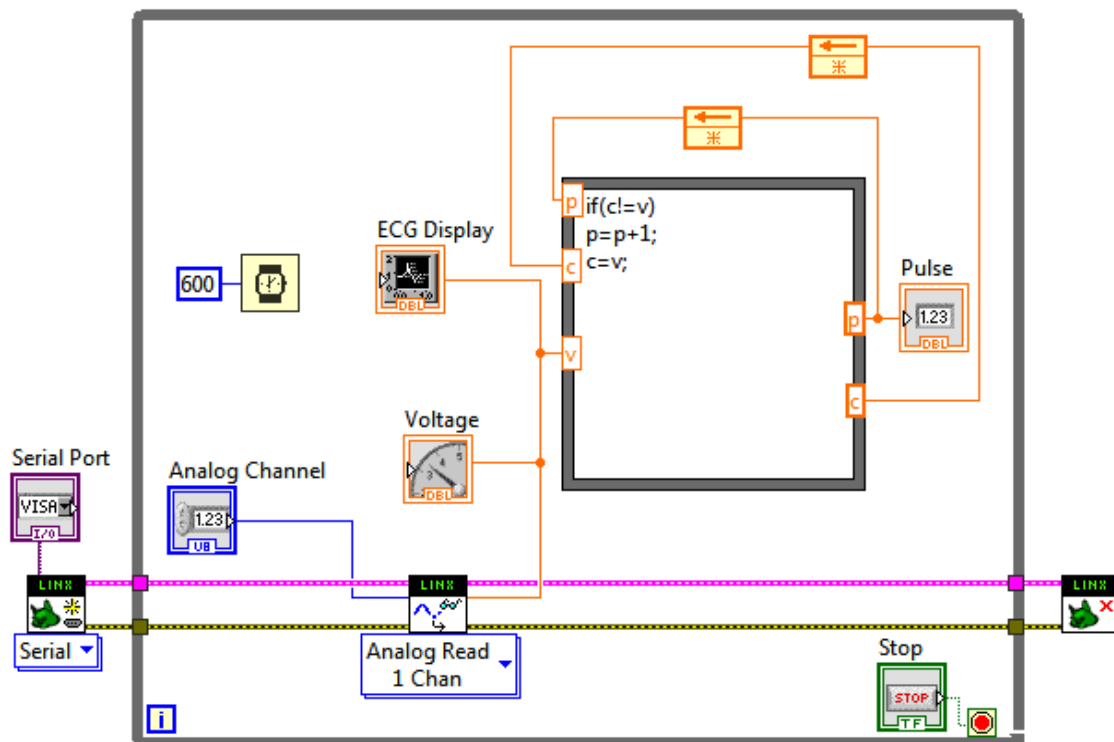 p
if(c!=v)
p=p+1;
c=v;
ECG Display
DBL
c
600
Pulse
p
1.23
DBL
v
c
Voltage
DBL
Serial Port
Analog Channel
VISA
I/O
1.23
U8
LINX
LINX
LINX
Serial
Analog Read
1 Chan
Stop
STOP
TF
i